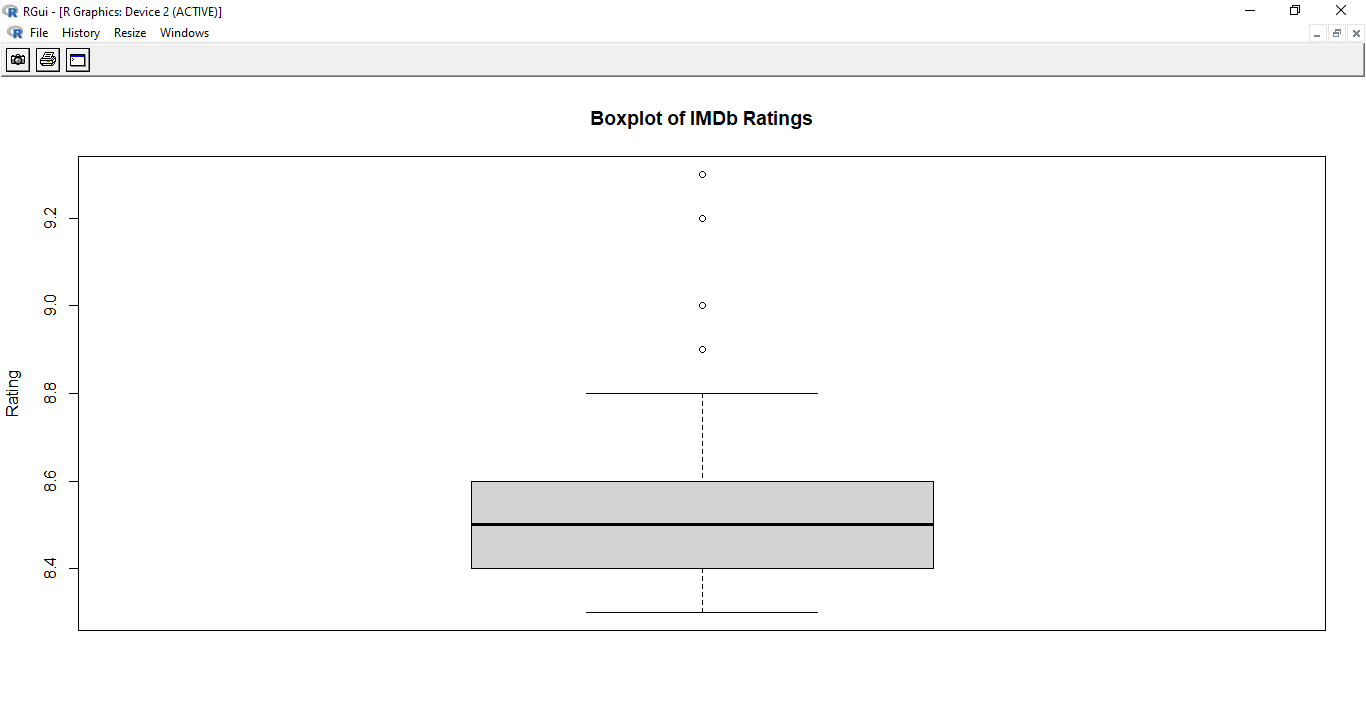 RGui - [R Graphics: Device 2 (ACTIVE)]
File History Resize Windows
Boxplot of IMDb Ratings
Rating
9.2
9.0
8.8
8.6
8.4